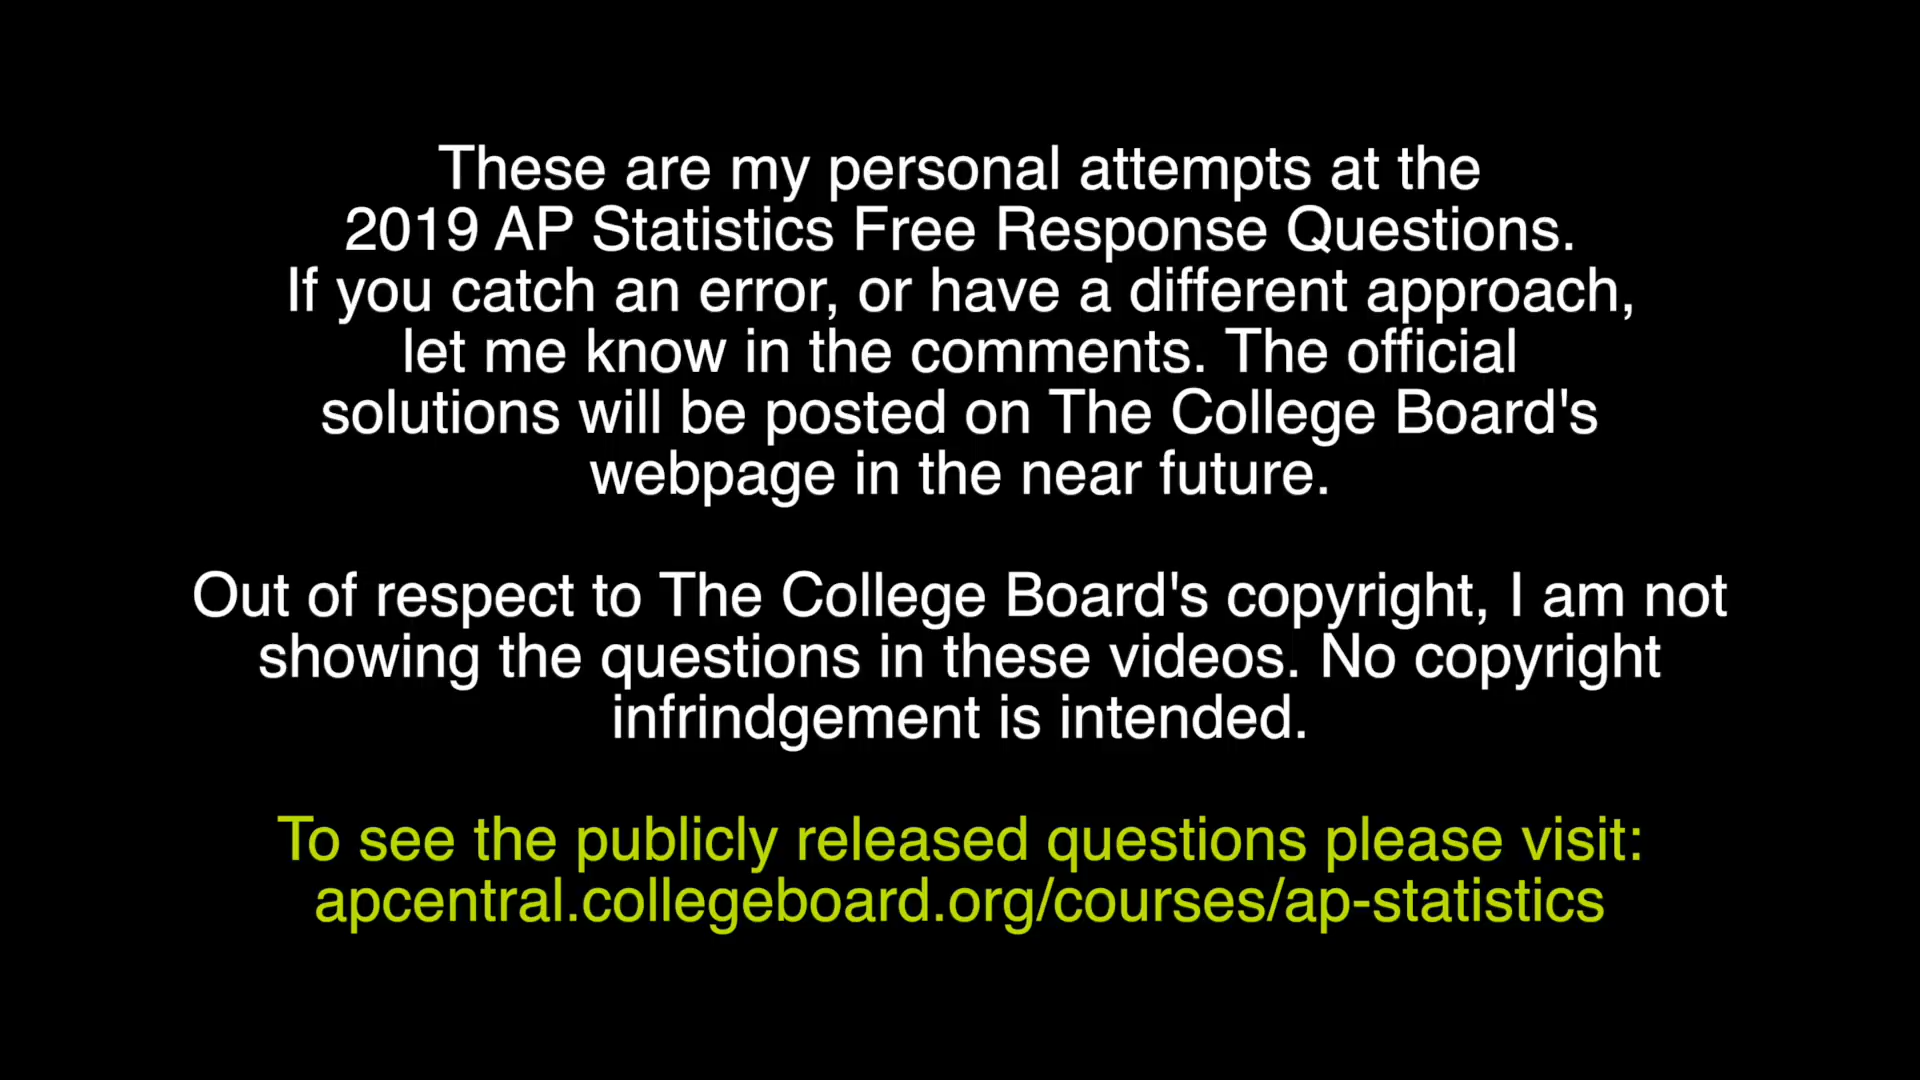 These are my personal attempts at the
2019 AP Statistics Free Response Questions.
If you catch an error, or have a different approach,
let me know in the comments. The official
solutions will be posted on The College Board's
webpage in the near future.
Out of respect to The College Board's copyright, I am not
showing the questions in these videos. No copyright
infrindgement is intended.
To see the publicly released questions please visit:
apcentral.collegeboard.org/courses/ap-statistics